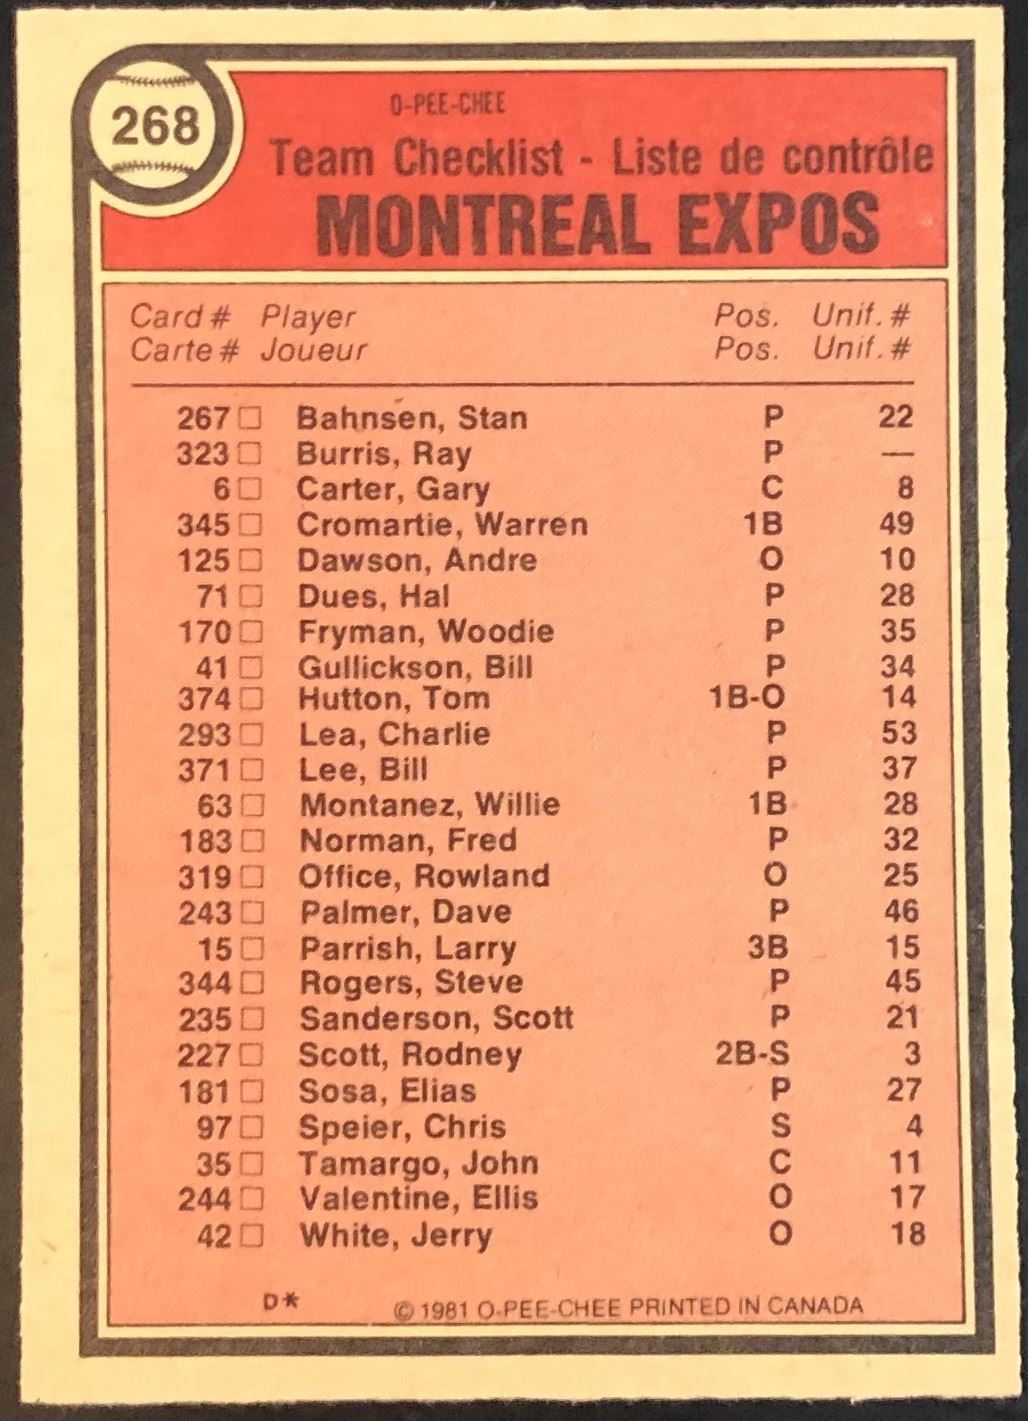 268
O-PEE-CHEE
Team Checklist - Liste de contrôle
MONTREAL EXPOS
Card # Player Pos. Unif. #
Carte # Joueur Pos. Unif. #
267 □ Bahnsen, Stan P 22
323 □ Burris, Ray P —
6 □ Carter, Gary C 8
345 □ Cromartie, Warren 1B 49
125 □ Dawson, Andre O 10
71 □ Dues, Hal P 28
170 □ Fryman, Woodie P 35
41 □ Gullickson, Bill P 34
374 □ Hutton, Tom 1B-O 14
293 □ Lea, Charlie P 53
371 □ Lee, Bill P 37
63 □ Montanez, Willie 1B 28
183 □ Norman, Fred P 32
319 □ Office, Rowland O 25
243 □ Palmer, Dave P 46
15 □ Parrish, Larry 3B 15
344 □ Rogers, Steve P 45
235 □ Sanderson, Scott P 21
227 □ Scott, Rodney 2B-S 3
181 □ Sosa, Elias P 27
97 □ Speier, Chris S 4
35 □ Tamargo, John C 11
244 □ Valentine, Ellis O 17
42 □ White, Jerry O 18
D* © 1981 O-PEE-CHEE PRINTED IN CANADA